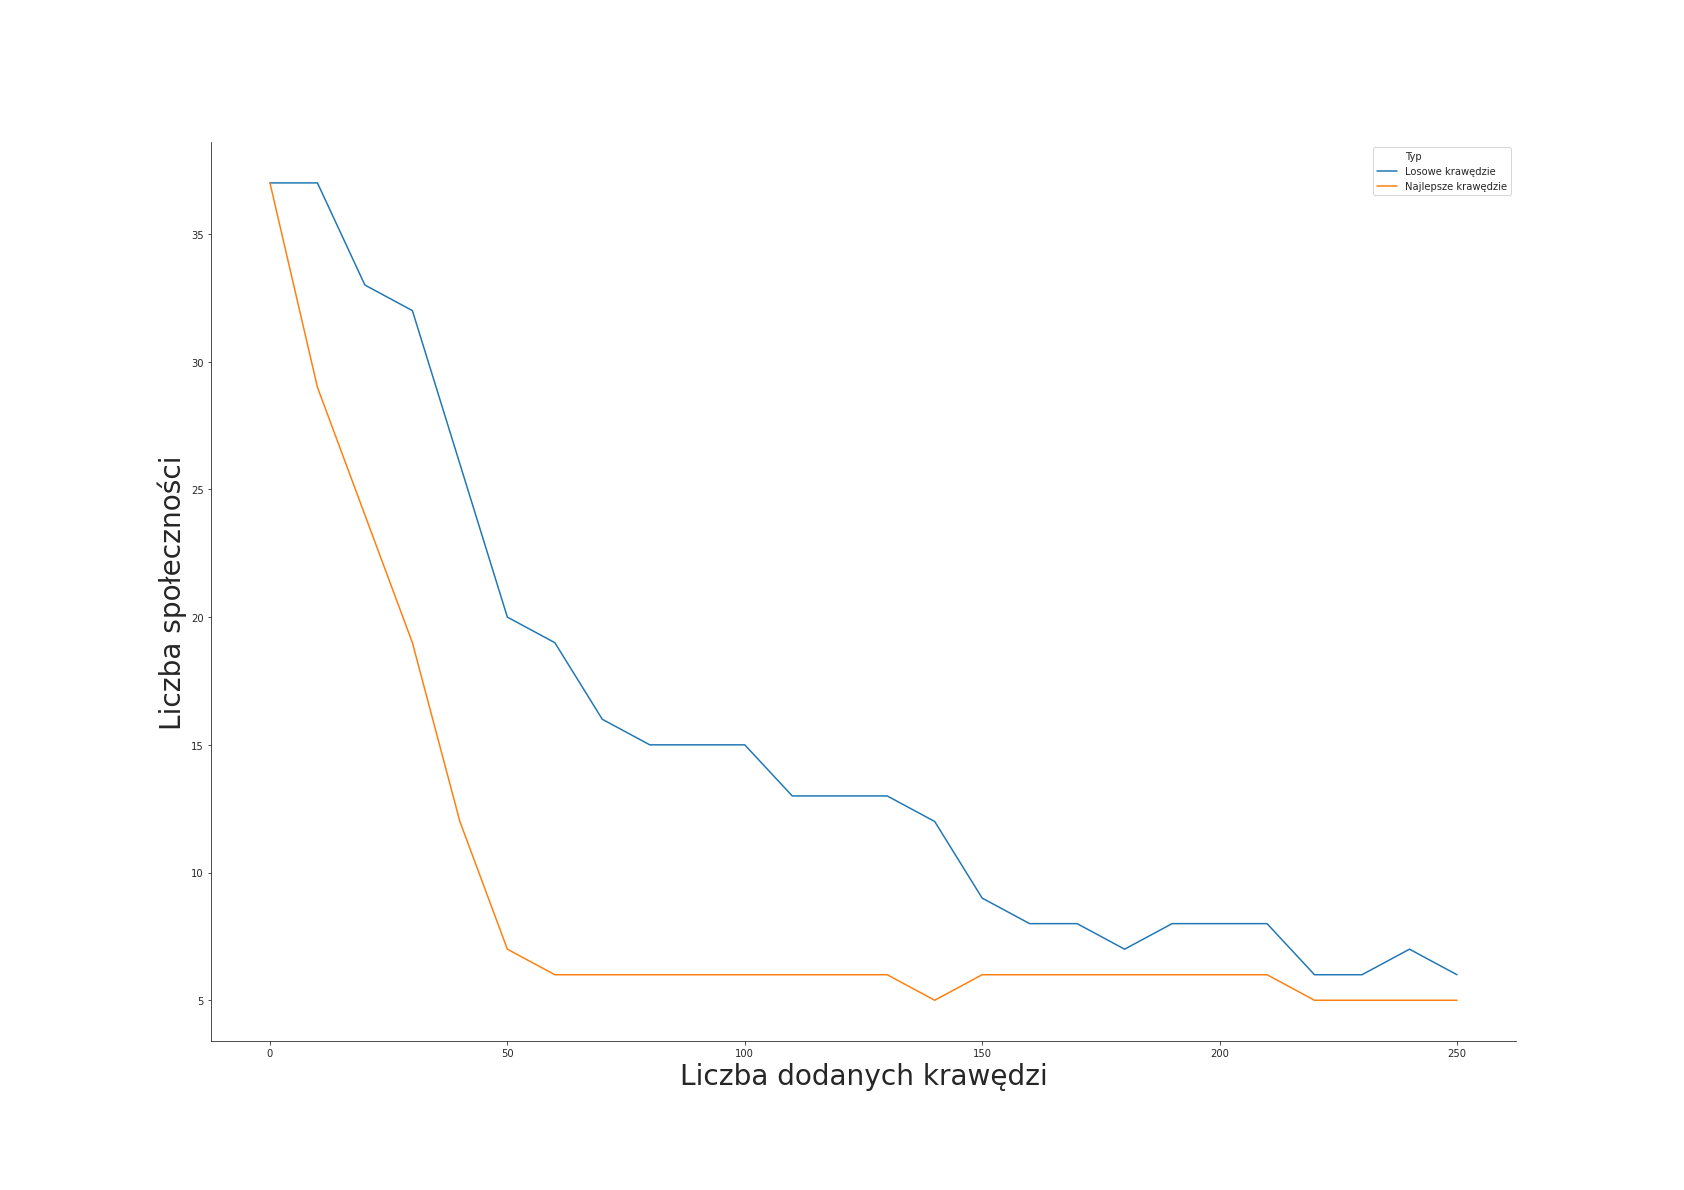 Typ
Losowe krawędzie
Najlepsze krawędzie
35
30
25
20
15
10
5
Liczba społeczności
0 50 100 150 200 250
Liczba dodanych krawędzi